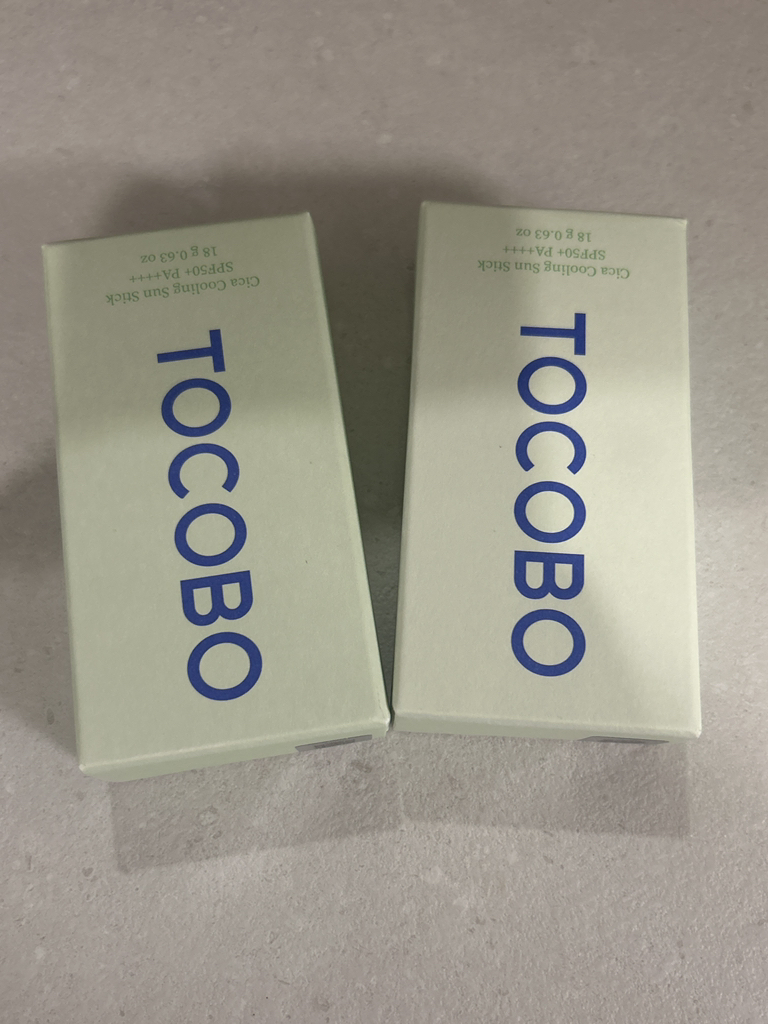 TOCOBO
Cica Cooling Sun Stick
SPF50+ PA++++
18 g 0.63 oz
TOCOBO
Cica Cooling Sun Stick
SPF50+ PA++++
18 g 0.63 oz